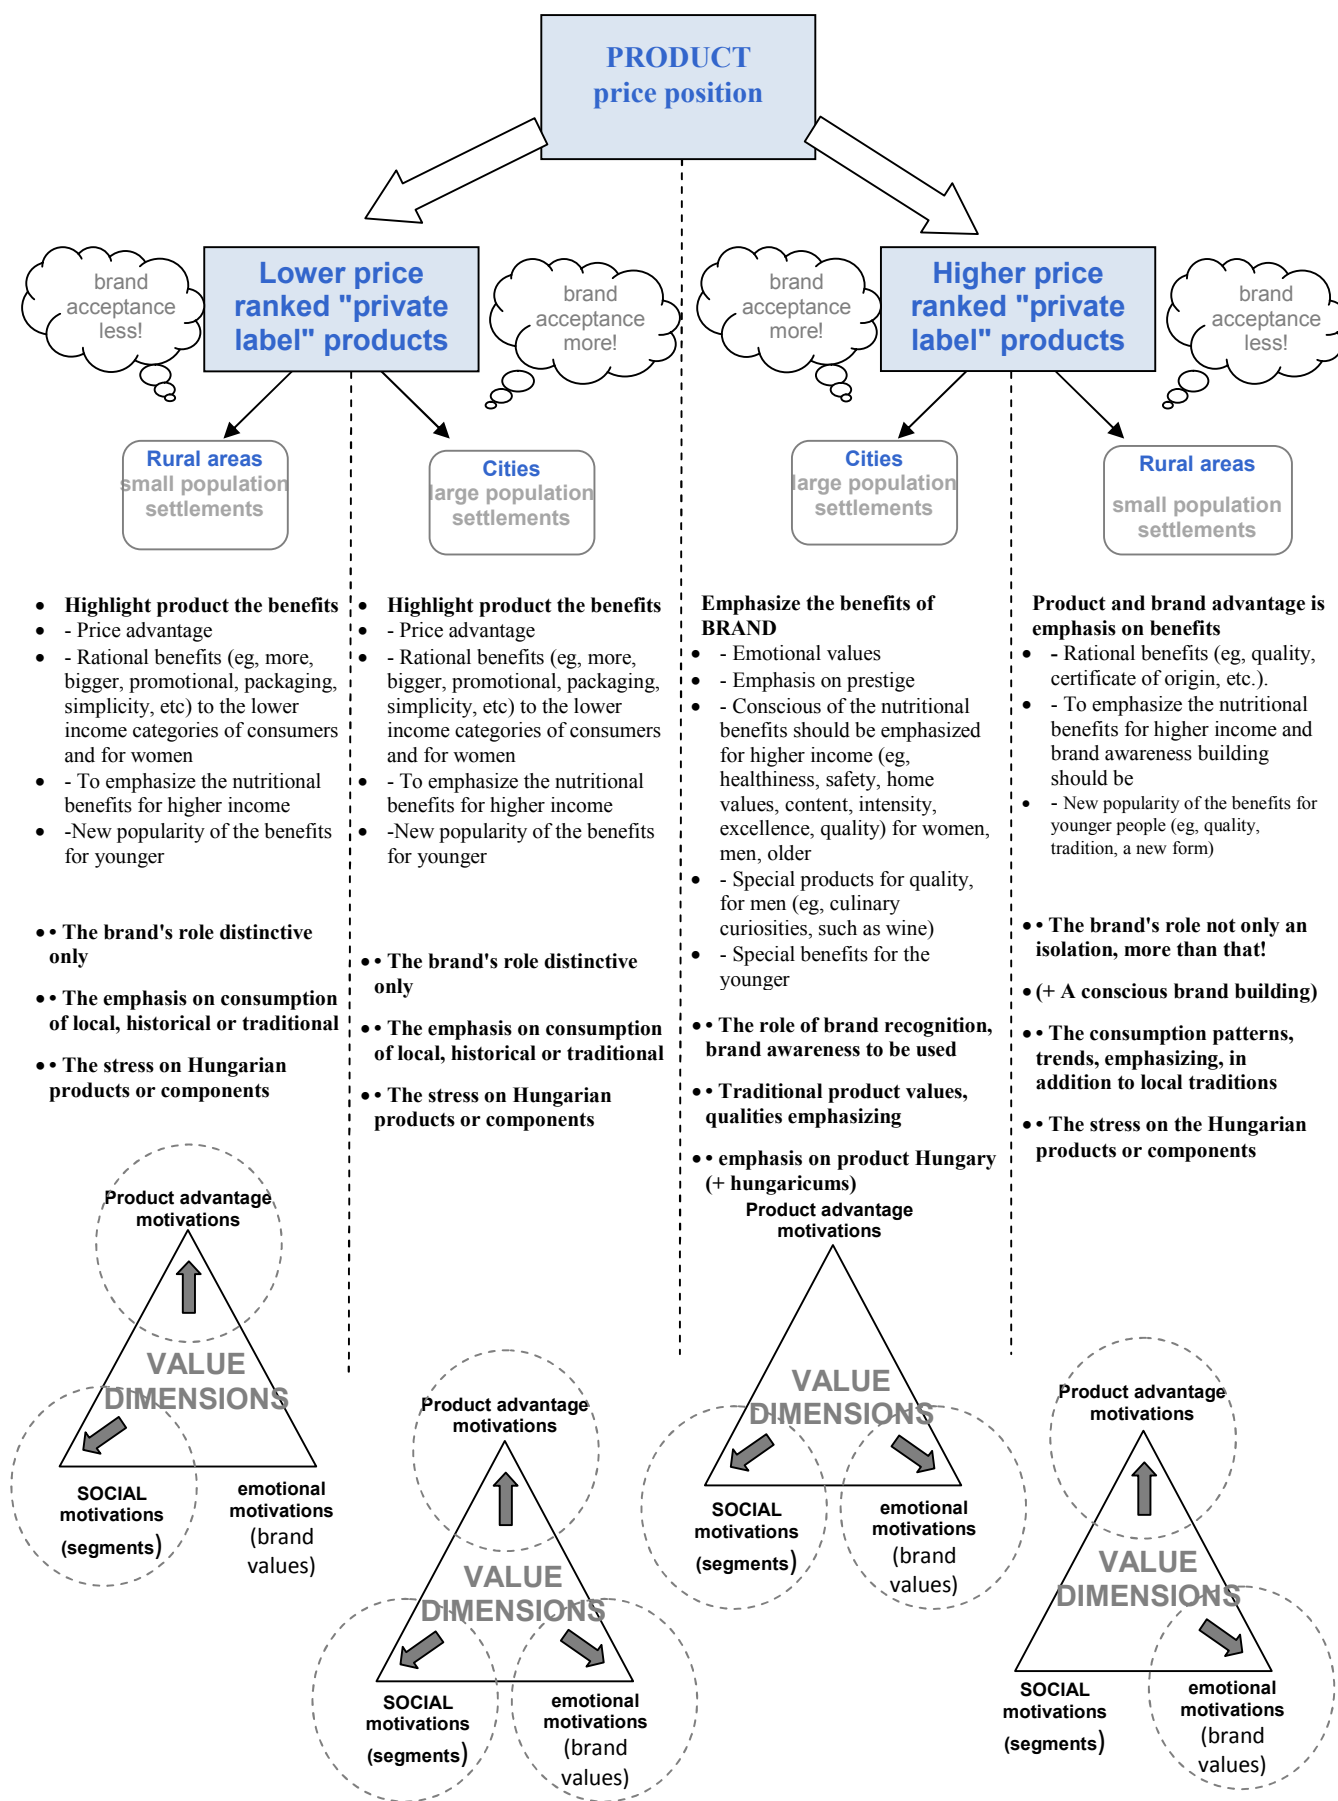 PRODUCT
price position
brand
acceptance
less!
Lower price
ranked "private
label" products
brand
acceptance
more!
brand
acceptance
more!
Higher price
ranked "private
label" products
brand
acceptance
less!
Rural areas
small population
settlements
Cities
large population
settlements
Cities
large population
settlements
Rural areas
small population
settlements
• Highlight product the benefits
• - Price advantage
• - Rational benefits (eg, more,
bigger, promotional, packaging,
simplicity, etc) to the lower
income categories of consumers
and for women
• - To emphasize the nutritional
benefits for higher income
• -New popularity of the benefits
for younger
•• The brand's role distinctive
only
•• The emphasis on consumption
of local, historical or traditional
•• The stress on Hungarian
products or components
• Highlight product the benefits
• - Price advantage
• - Rational benefits (eg, more,
bigger, promotional, packaging,
simplicity, etc) to the lower
income categories of consumers
and for women
• - To emphasize the nutritional
benefits for higher income
• -New popularity of the benefits
for younger
•• The brand's role distinctive
only
•• The emphasis on consumption
of local, historical or traditional
•• The stress on Hungarian
products or components
Emphasize the benefits of
BRAND
• - Emotional values
• - Emphasis on prestige
• - Conscious of the nutritional
benefits should be emphasized
for higher income (eg,
healthiness, safety, home
values, content, intensity,
excellence, quality) for women,
men, older
• - Special products for quality,
for men (eg, culinary
curiosities, such as wine)
• - Special benefits for the
younger
•• The role of brand recognition,
brand awareness to be used
•• Traditional product values,
qualities emphasizing
•• emphasis on product Hungary
(+ hungaricums)
Product and brand advantage is
emphasis on benefits
• - Rational benefits (eg, quality,
certificate of origin, etc.).
• - To emphasize the nutritional
benefits for higher income and
brand awareness building
should be
• - New popularity of the benefits for
younger people (eg, quality,
tradition, a new form)
•• The brand's role not only an
isolation, more than that!
• (+ A conscious brand building)
•• The consumption patterns,
trends, emphasizing, in
addition to local traditions
•• The stress on the Hungarian
products or components
Product advantage
motivations
VALUE
DIMENSIONS
SOCIAL
motivations
(segments)
emotional
motivations
(brand
values)
Product advantage
motivations
VALUE
DIMENSIONS
SOCIAL
motivations
(segments)
emotional
motivations
(brand
values)
Product advantage
motivations
VALUE
DIMENSIONS
SOCIAL
motivations
(segments)
emotional
motivations
(brand
values)
Product advantage
motivations
VALUE
DIMENSIONS
SOCIAL
motivations
(segments)
emotional
motivations
(brand
values)